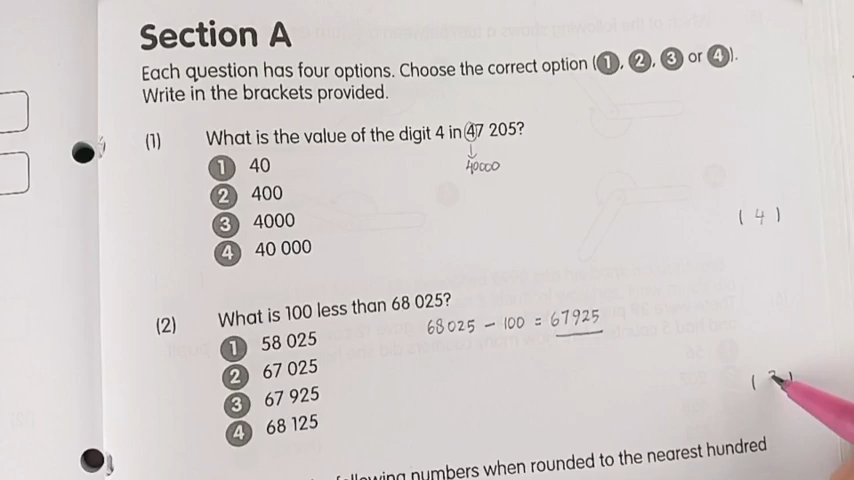 Section A
Each question has four options. Choose the correct option (1, 2, 3 or 4).
Write in the brackets provided.
(1) What is the value of the digit 4 in 47 205?
40000
1 40
2 400
3 4000
4 40 000
( 4 )
(2) What is 100 less than 68 025?
68025 - 100 = 67925
1 58 025
2 67 025
3 67 925
4 68 125
following numbers when rounded to the nearest hundred